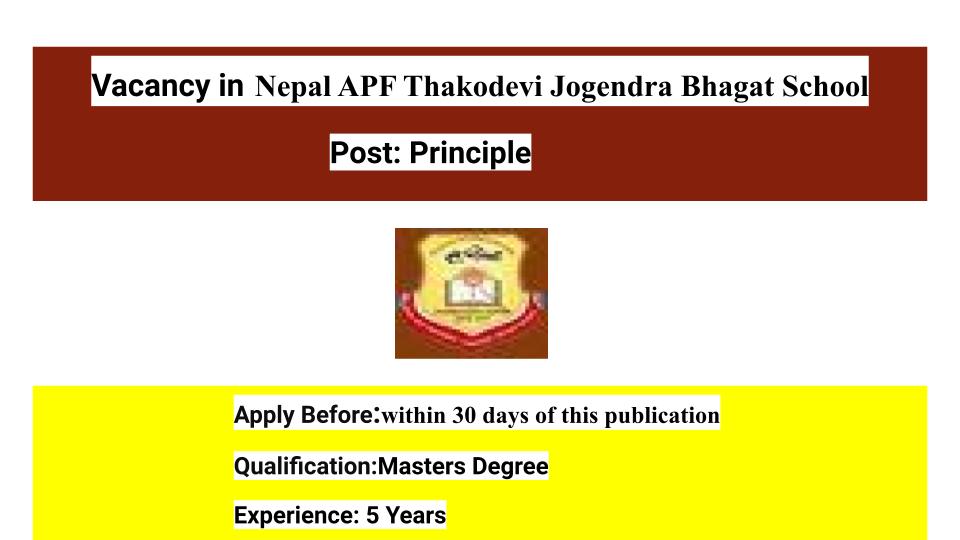 Vacancy in Nepal APF Thakodevi Jogendra Bhagat School
Post: Principle
Apply Before:within 30 days of this publication
Qualification:Masters Degree
Experience: 5 Years